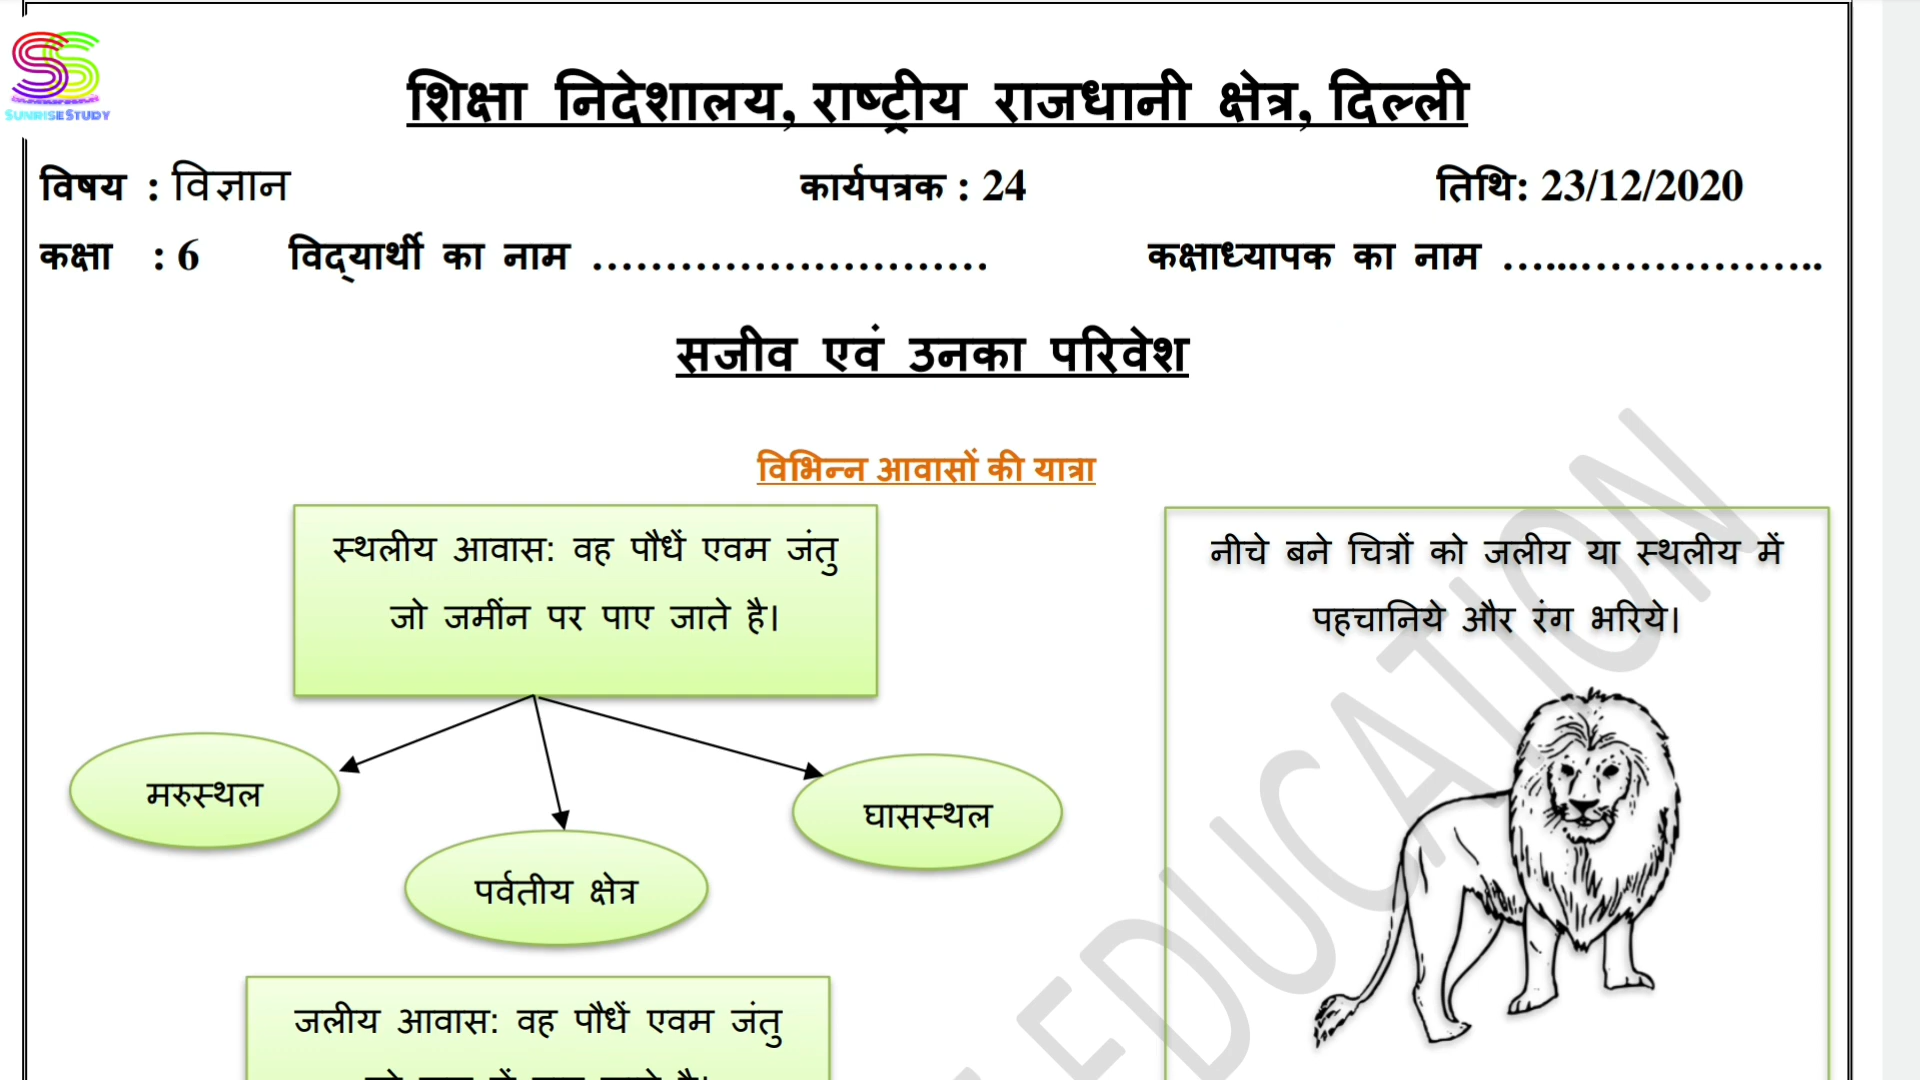 SUNRISESTUDY
शिक्षा निदेशालय, राष्ट्रीय राजधानी क्षेत्र, दिल्ली
विषय : विज्ञान कार्यपत्रक : 24 तिथि: 23/12/2020
कक्षा : 6 विद्यार्थी का नाम ……………………… कक्षाध्यापक का नाम …...……………..
सजीव एवं उनका परिवेश
विभिन्न आवासों की यात्रा
स्थलीय आवास: वह पौधें एवम जंतु
जो जमींन पर पाए जाते है।
मरुस्थल
पर्वतीय क्षेत्र
घासस्थल
जलीय आवास: वह पौधें एवम जंतु
नीचे बने चित्रों को जलीय या स्थलीय में
पहचानिये और रंग भरिये।
EDUCATION